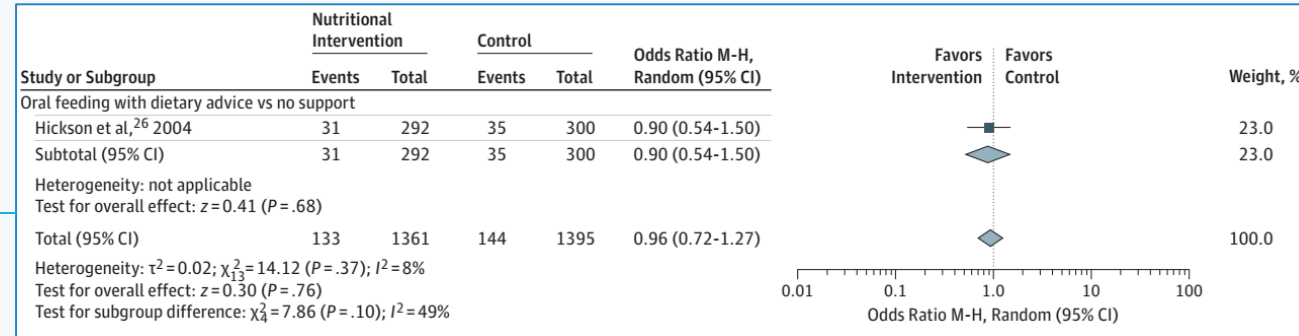 Nutritional
Intervention Control Odds Ratio M-H, Favors Favors
Study or Subgroup Events Total Events Total Random (95% CI) Intervention Control Weight, %
Oral feeding with dietary advice vs no support
Hickson et al,26 2004 31 292 35 300 0.90 (0.54-1.50) 23.0
Subtotal (95% CI) 31 292 35 300 0.90 (0.54-1.50) 23.0
Heterogeneity: not applicable
Test for overall effect: z=0.41 (P=.68)
Total (95% CI) 133 1361 144 1395 0.96 (0.72-1.27) 100.0
Heterogeneity: τ²=0.02; χ²13=14.12 (P=.37); I²=8%
Test for overall effect: z=0.30 (P=.76)
Test for subgroup difference: χ²4=7.86 (P=.10); I²=49%
0.01 0.1 1.0 10 100
Odds Ratio M-H, Random (95% CI)